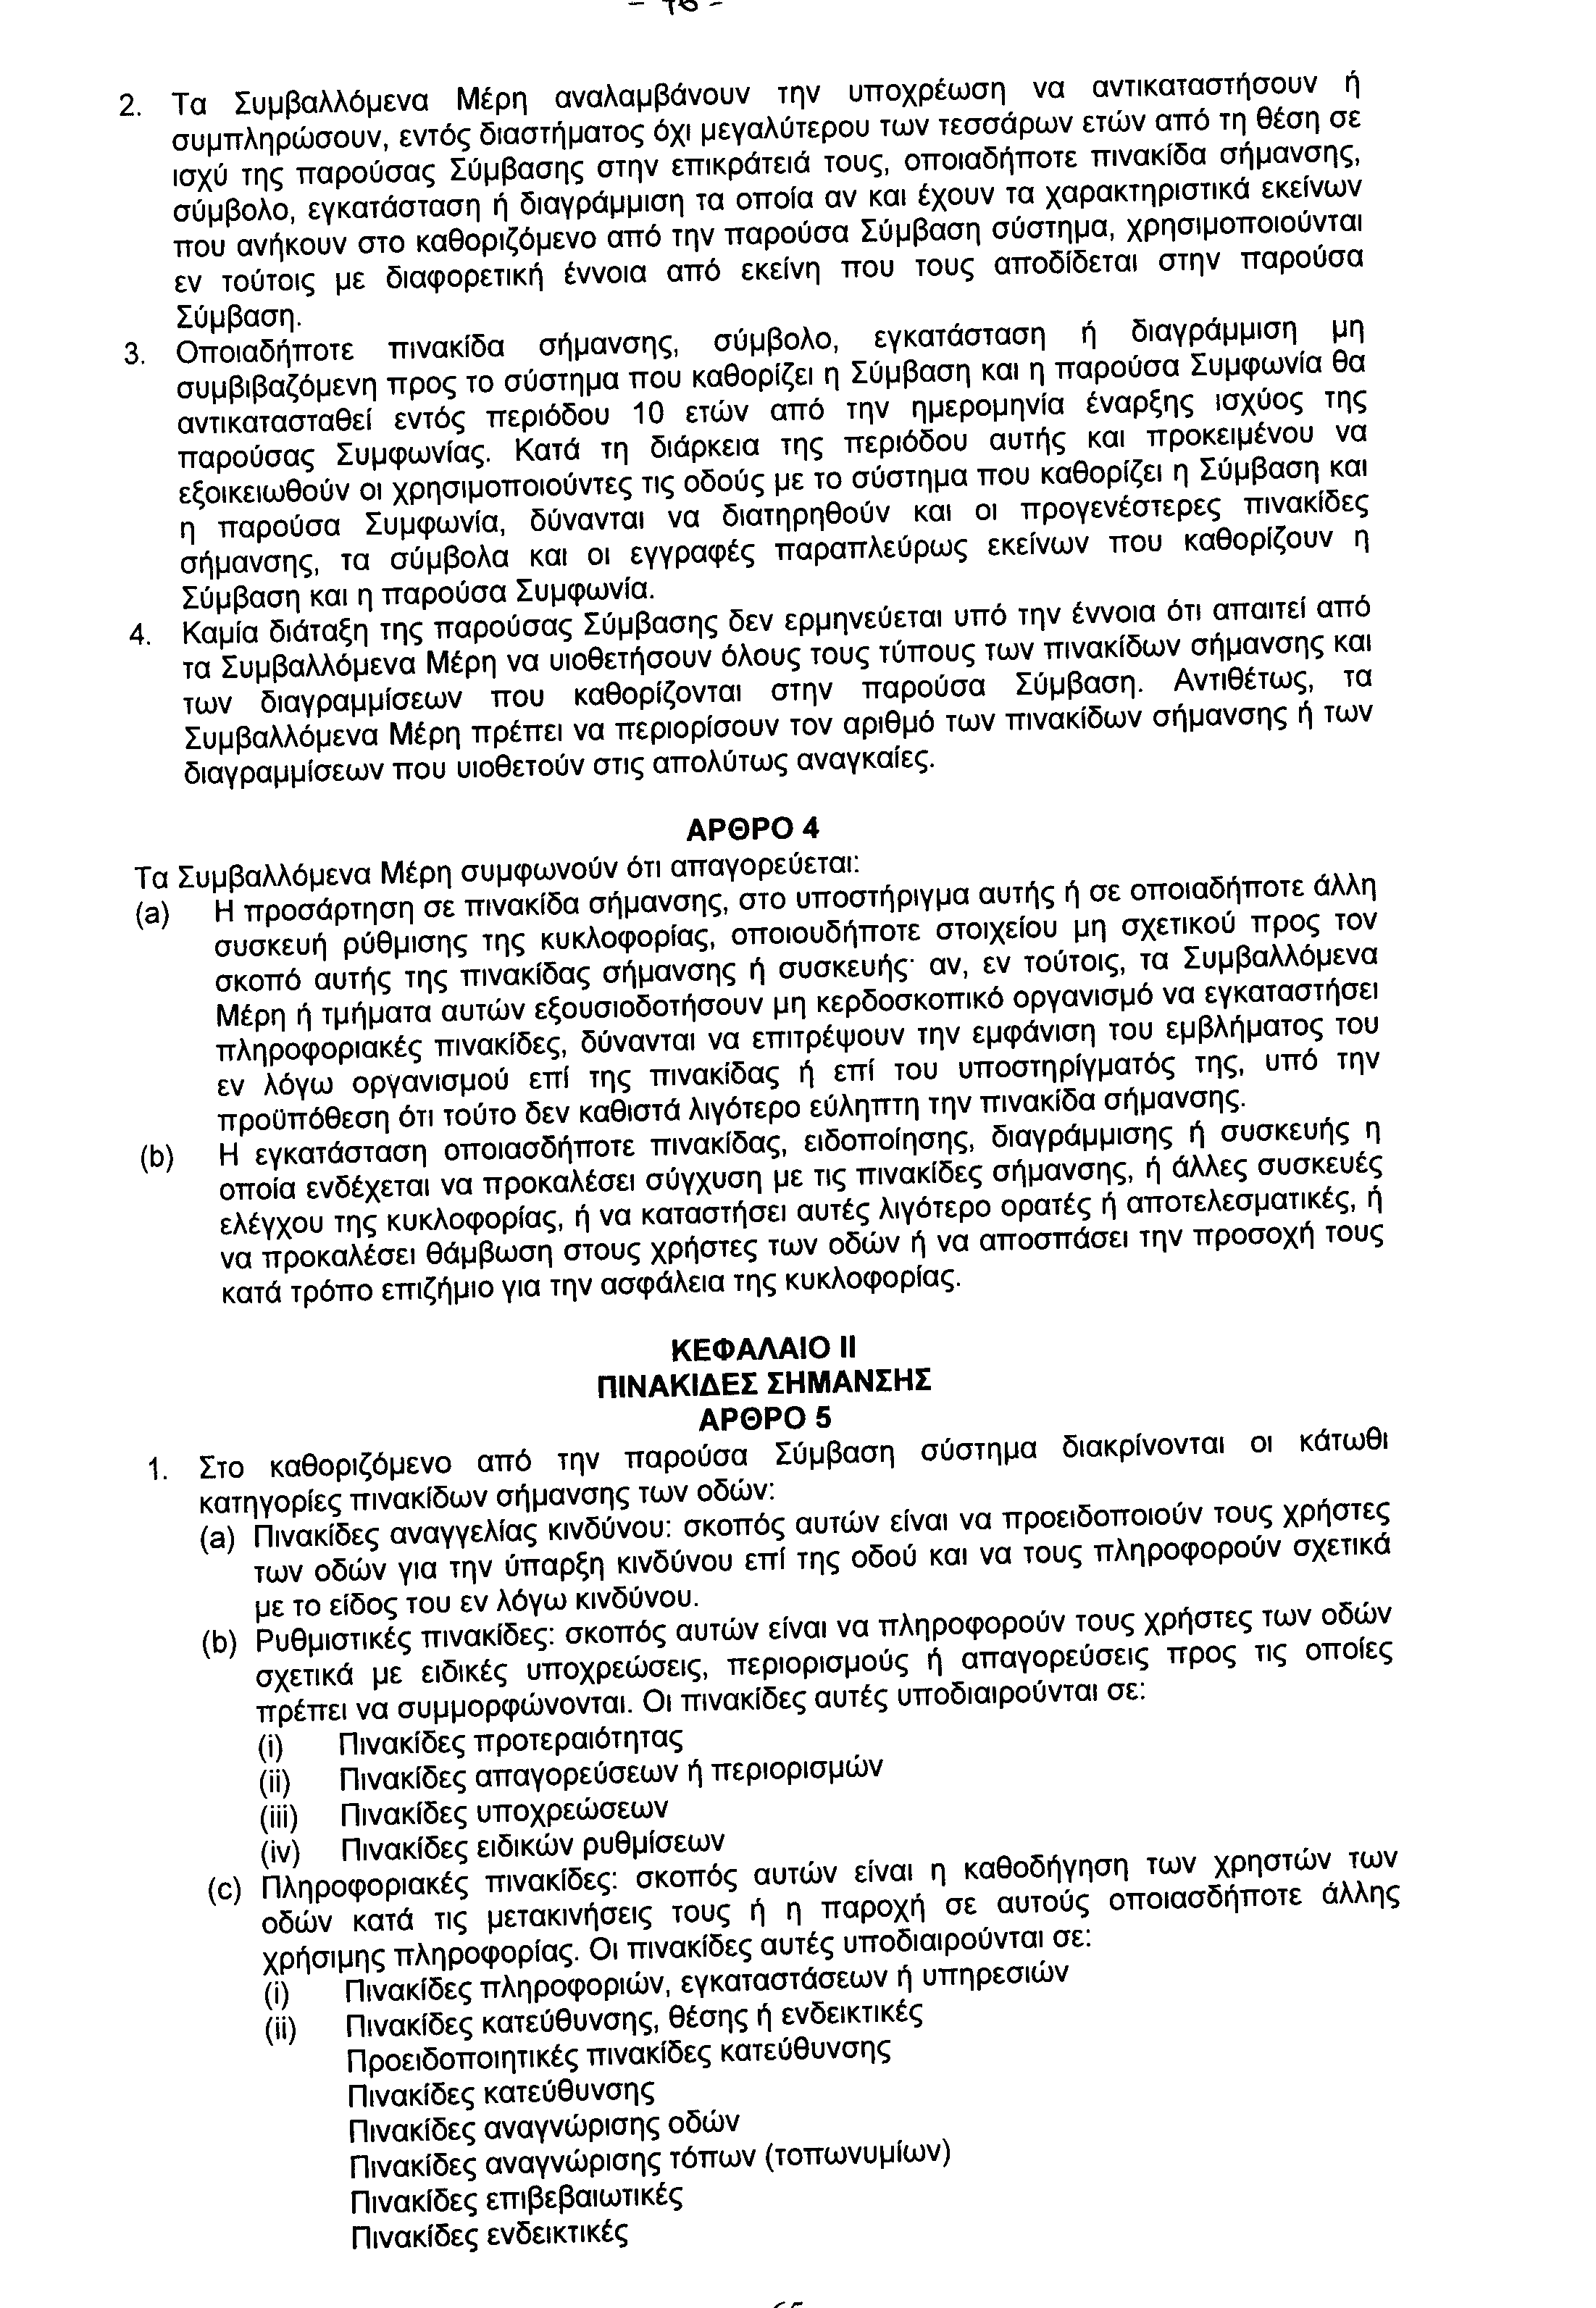 2. Τα Συμβαλλόμενα Μέρη αναλαμβάνουν την υποχρέωση να αντικαταστήσουν ή
συμπληρώσουν, εντός διαστήματος όχι μεγαλύτερου των τεσσάρων ετών από τη θέση σε
ισχύ της παρούσας Σύμβασης στην επικράτειά τους, οποιαδήποτε πινακίδα σήμανσης,
σύμβολο, εγκατάσταση ή διαγράμμιση τα οποία αν και έχουν τα χαρακτηριστικά εκείνων
που ανήκουν στο καθοριζόμενο από την παρούσα Σύμβαση σύστημα, χρησιμοποιούνται
εν τούτοις με διαφορετική έννοια από εκείνη που τους αποδίδεται στην παρούσα
Σύμβαση.
3. Οποιαδήποτε πινακίδα σήμανσης, σύμβολο, εγκατάσταση ή διαγράμμιση μη
συμβιβαζόμενη προς το σύστημα που καθορίζει η Σύμβαση και η παρούσα Συμφωνία θα
αντικατασταθεί εντός περιόδου 10 ετών από την ημερομηνία έναρξης ισχύος της
παρούσας Συμφωνίας. Κατά τη διάρκεια της περιόδου αυτής και προκειμένου να
εξοικειωθούν οι χρησιμοποιούντες τις οδούς με το σύστημα που καθορίζει η Σύμβαση και
η παρούσα Συμφωνία, δύνανται να διατηρηθούν και οι προγενέστερες πινακίδες
σήμανσης, τα σύμβολα και οι εγγραφές παραπλεύρως εκείνων που καθορίζουν η
Σύμβαση και η παρούσα Συμφωνία.
4. Καμία διάταξη της παρούσας Σύμβασης δεν ερμηνεύεται υπό την έννοια ότι απαιτεί από
τα Συμβαλλόμενα Μέρη να υιοθετήσουν όλους τους τύπους των πινακίδων σήμανσης και
των διαγραμμίσεων που καθορίζονται στην παρούσα Σύμβαση. Αντιθέτως, τα
Συμβαλλόμενα Μέρη πρέπει να περιορίσουν τον αριθμό των πινακίδων σήμανσης ή των
διαγραμμίσεων που υιοθετούν στις απολύτως αναγκαίες.
ΑΡΘΡΟ 4
Τα Συμβαλλόμενα Μέρη συμφωνούν ότι απαγορεύεται:
(a) Η προσάρτηση σε πινακίδα σήμανσης, στο υποστήριγμα αυτής ή σε οποιαδήποτε άλλη
συσκευή ρύθμισης της κυκλοφορίας, οποιουδήποτε στοιχείου μη σχετικού προς τον
σκοπό αυτής της πινακίδας σήμανσης ή συσκευής· αν, εν τούτοις, τα Συμβαλλόμενα
Μέρη ή τμήματα αυτών εξουσιοδοτήσουν μη κερδοσκοπικό οργανισμό να εγκαταστήσει
πληροφοριακές πινακίδες, δύνανται να επιτρέψουν την εμφάνιση του εμβλήματος του
εν λόγω οργανισμού επί της πινακίδας ή επί του υποστηρίγματός της, υπό την
προϋπόθεση ότι τούτο δεν καθιστά λιγότερο εύληπτη την πινακίδα σήμανσης.
(b) Η εγκατάσταση οποιασδήποτε πινακίδας, ειδοποίησης, διαγράμμισης ή συσκευής η
οποία ενδέχεται να προκαλέσει σύγχυση με τις πινακίδες σήμανσης, ή άλλες συσκευές
ελέγχου της κυκλοφορίας, ή να καταστήσει αυτές λιγότερο ορατές ή αποτελεσματικές, ή
να προκαλέσει θάμβωση στους χρήστες των οδών ή να αποσπάσει την προσοχή τους
κατά τρόπο επιζήμιο για την ασφάλεια της κυκλοφορίας.
ΚΕΦΑΛΑΙΟ ΙΙ
ΠΙΝΑΚΙΔΕΣ ΣΗΜΑΝΣΗΣ
ΑΡΘΡΟ 5
1. Στο καθοριζόμενο από την παρούσα Σύμβαση σύστημα διακρίνονται οι κάτωθι
κατηγορίες πινακίδων σήμανσης των οδών:
(a) Πινακίδες αναγγελίας κινδύνου: σκοπός αυτών είναι να προειδοποιούν τους χρήστες
των οδών για την ύπαρξη κινδύνου επί της οδού και να τους πληροφορούν σχετικά
με το είδος του εν λόγω κινδύνου.
(b) Ρυθμιστικές πινακίδες: σκοπός αυτών είναι να πληροφορούν τους χρήστες των οδών
σχετικά με ειδικές υποχρεώσεις, περιορισμούς ή απαγορεύσεις προς τις οποίες
πρέπει να συμμορφώνονται. Οι πινακίδες αυτές υποδιαιρούνται σε:
(i) Πινακίδες προτεραιότητας
(ii) Πινακίδες απαγορεύσεων ή περιορισμών
(iii) Πινακίδες υποχρεώσεων
(iv) Πινακίδες ειδικών ρυθμίσεων
(c) Πληροφοριακές πινακίδες: σκοπός αυτών είναι η καθοδήγηση των χρηστών των
οδών κατά τις μετακινήσεις τους ή η παροχή σε αυτούς οποιασδήποτε άλλης
χρήσιμης πληροφορίας. Οι πινακίδες αυτές υποδιαιρούνται σε:
(i) Πινακίδες πληροφοριών, εγκαταστάσεων ή υπηρεσιών
(ii) Πινακίδες κατεύθυνσης, θέσης ή ενδεικτικές
Προειδοποιητικές πινακίδες κατεύθυνσης
Πινακίδες κατεύθυνσης
Πινακίδες αναγνώρισης οδών
Πινακίδες αναγνώρισης τόπων (τοπωνυμίων)
Πινακίδες επιβεβαιωτικές
Πινακίδες ενδεικτικές